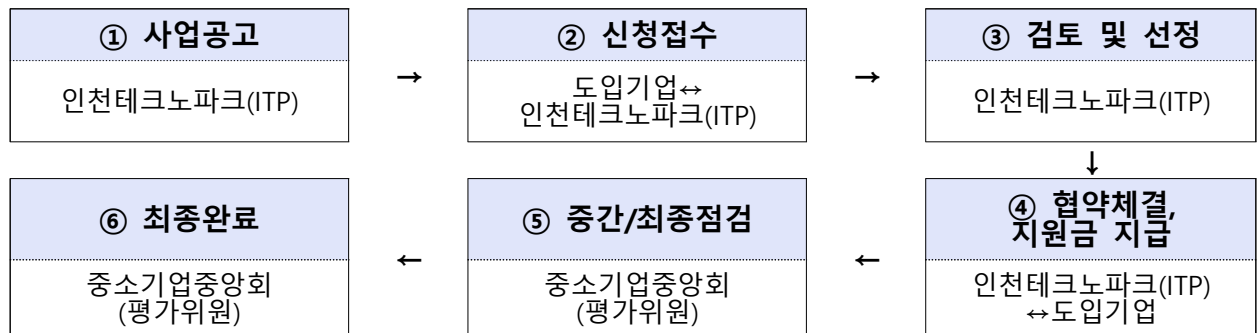 ① 사업공고
인천테크노파크(ITP)
→
② 신청접수
도입기업↔
인천테크노파크(ITP)
→
③ 검토 및 선정
인천테크노파크(ITP)
↓
④ 협약체결,
지원금 지급
인천테크노파크(ITP)
↔도입기업
←
⑤ 중간/최종점검
중소기업중앙회
(평가위원)
←
⑥ 최종완료
중소기업중앙회
(평가위원)